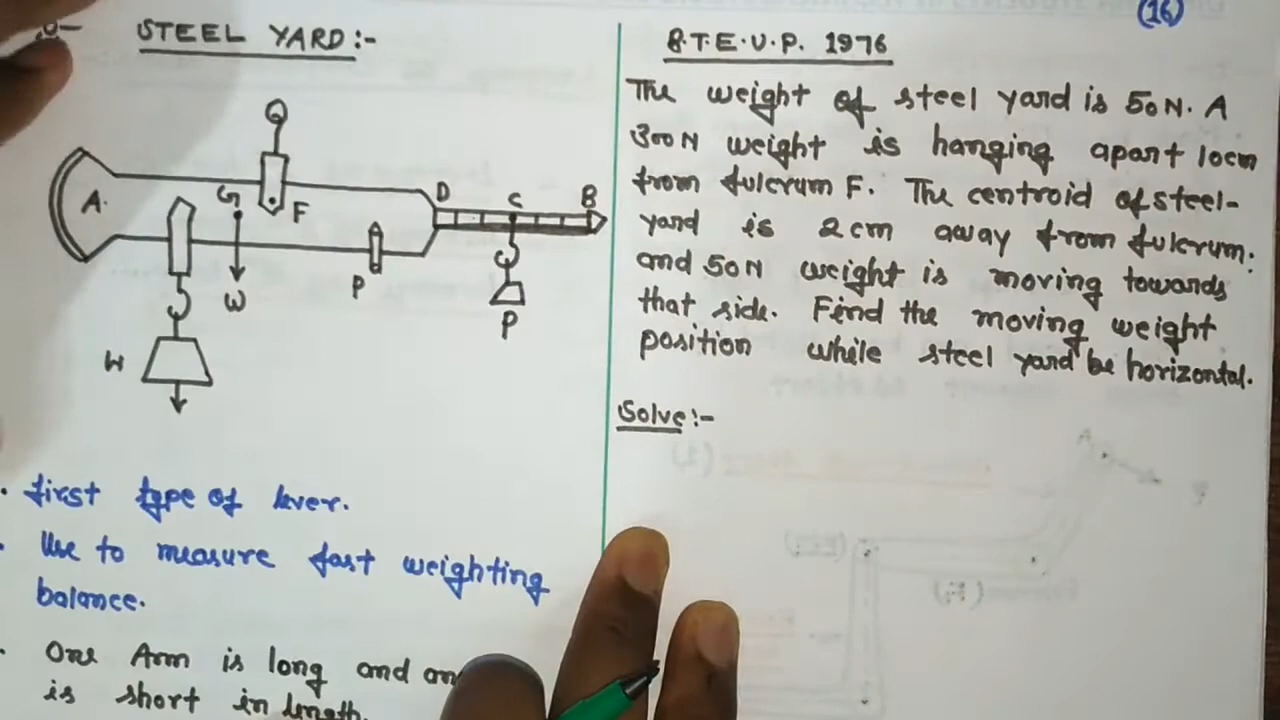 (16)
STEEL YARD:-
Q
A.
G
F
D
C
B
P
W
P
W
• first type of lever.
• Use to measure fast weighting
balance.
• One Arm is long and
is short in length.
B.T.E.U.P. 1976
The weight of steel yard is 50N. A
300N weight is hanging apart 10cm
from fulcrum F. The centroid of steel-
yard is 2cm away from fulcrum.
and 50N weight is moving towards
that side. Find the moving weight
position while steel yard be horizontal.
Solve:-